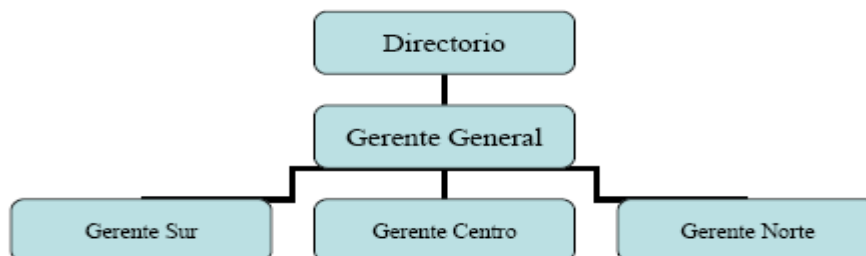 Directorio
Gerente General
Gerente Sur
Gerente Centro
Gerente Norte